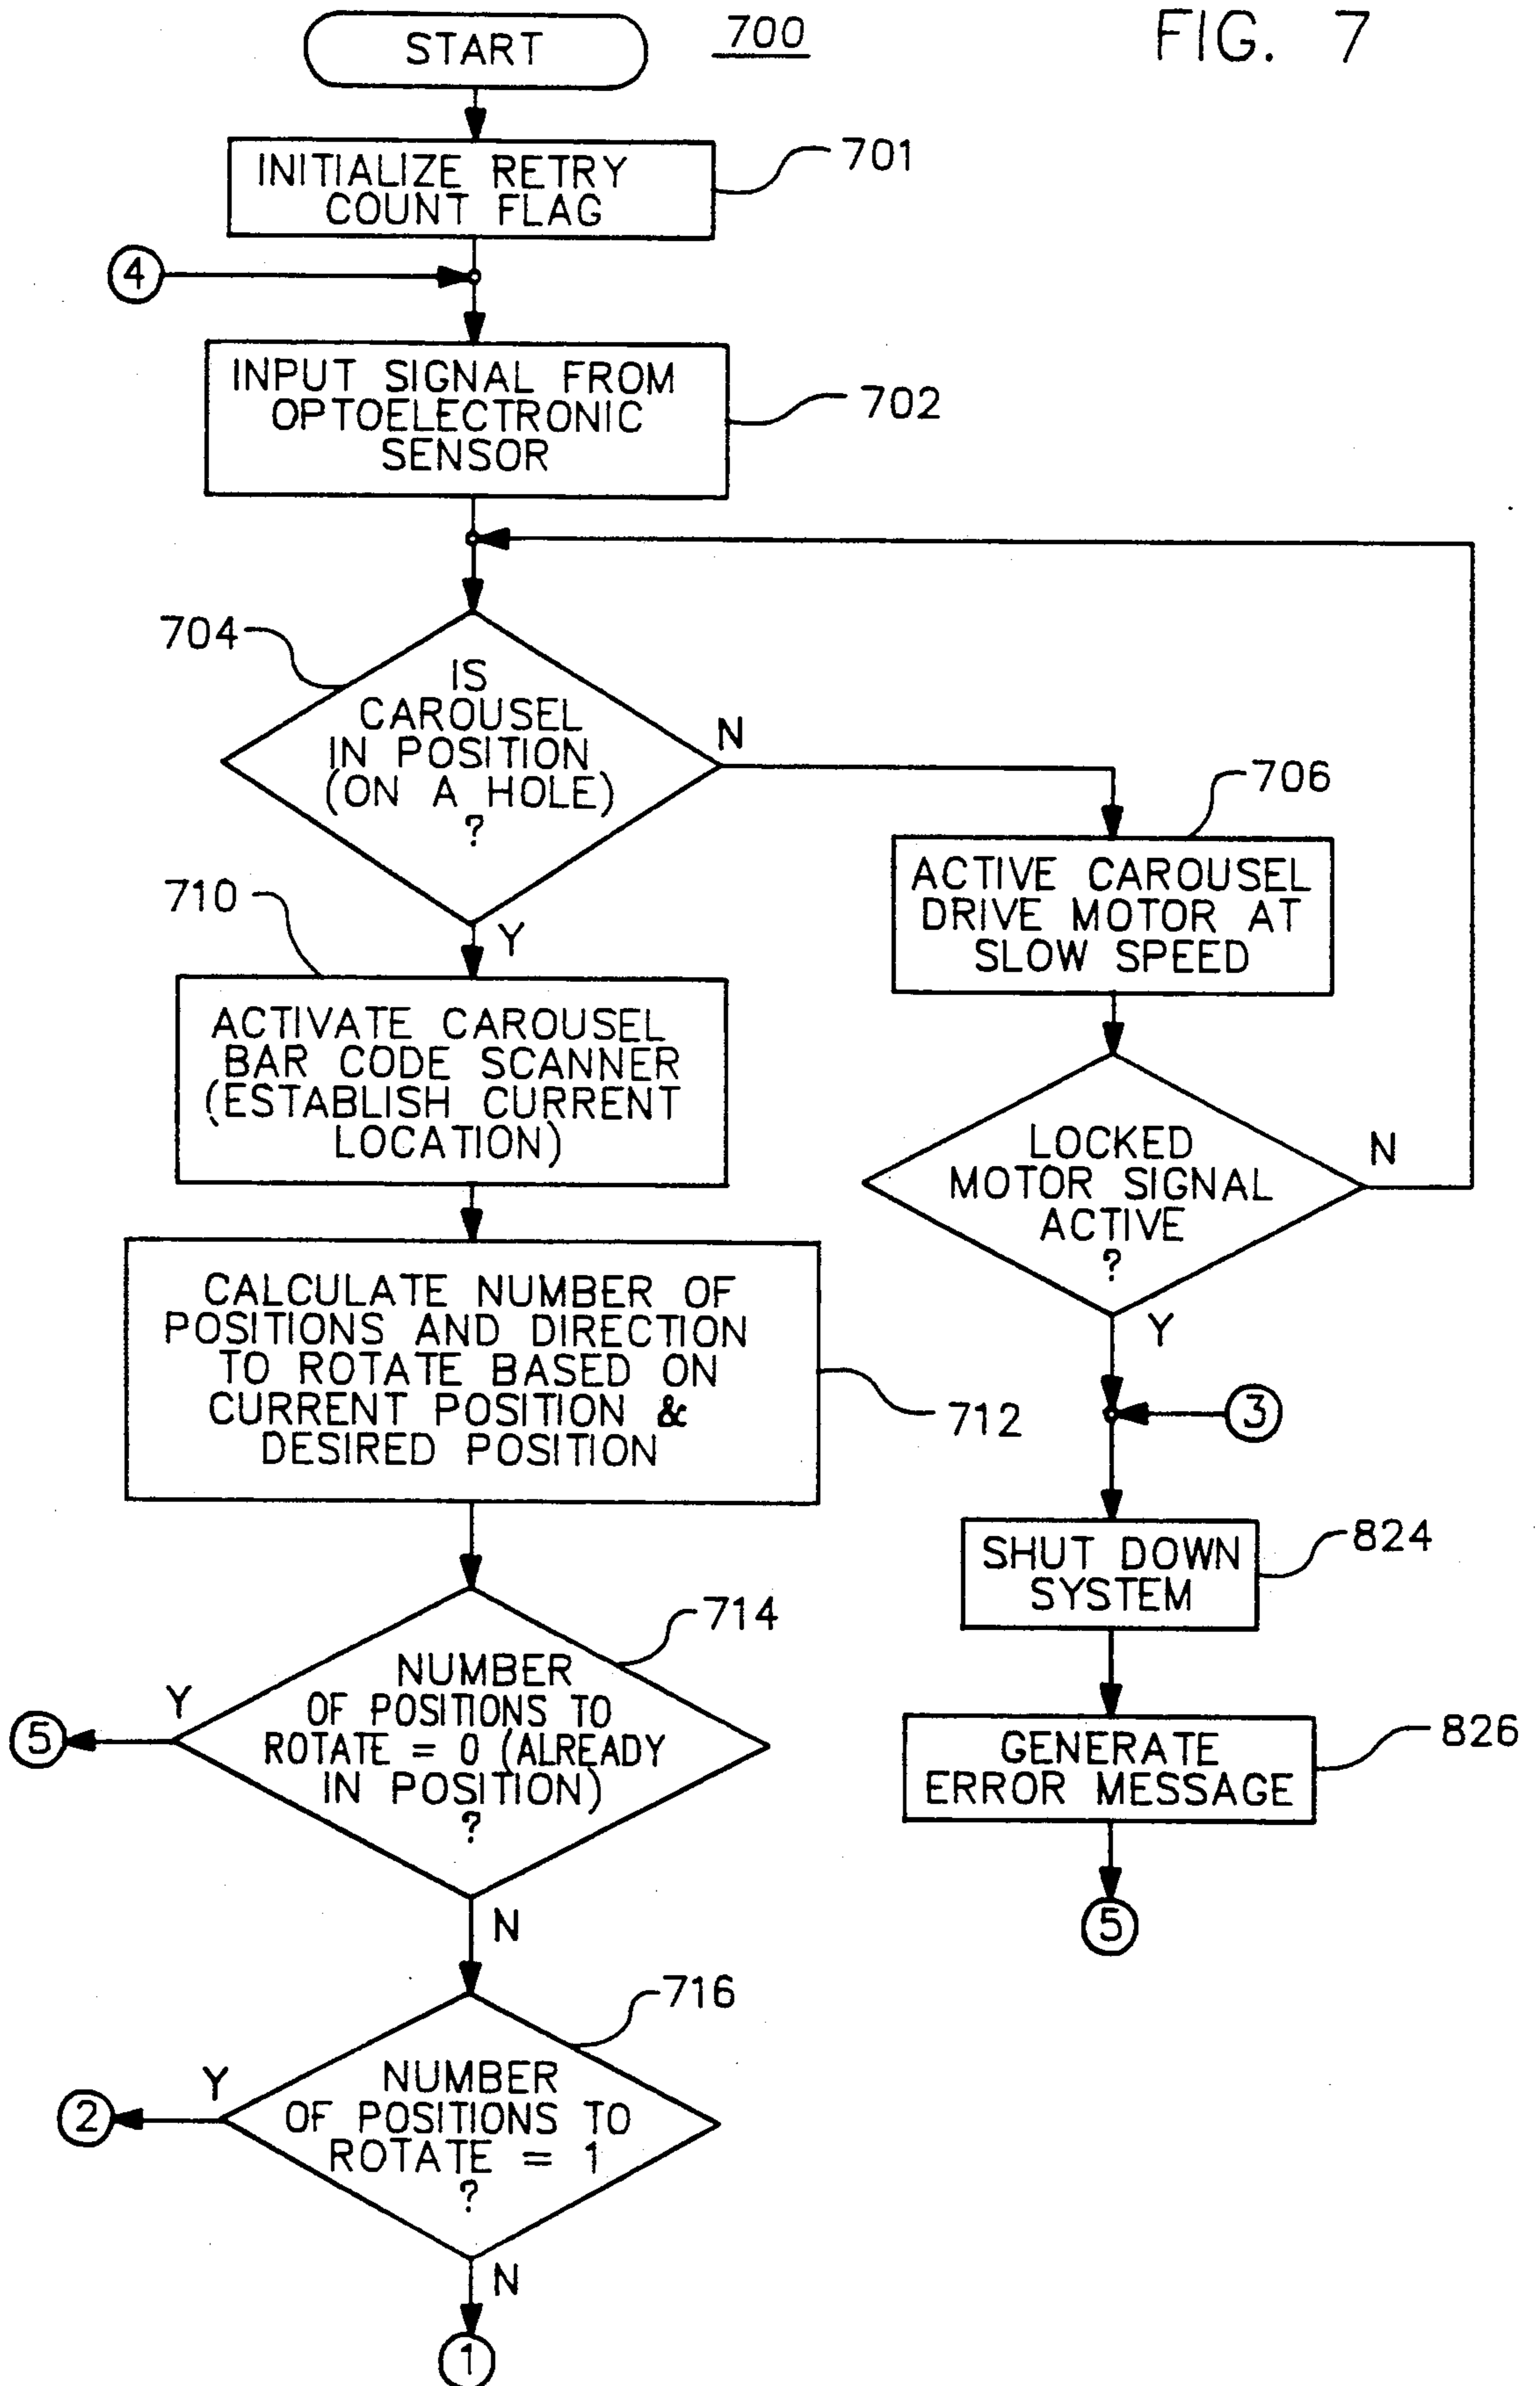 START
700
FIG. 7
INITIALIZE RETRY
COUNT FLAG
701
4
INPUT SIGNAL FROM
OPTOELECTRONIC
SENSOR
702
704
IS
CAROUSEL
IN POSITION
(ON A HOLE)
?
N
Y
706
ACTIVE CAROUSEL
DRIVE MOTOR AT
SLOW SPEED
710
ACTIVATE CAROUSEL
BAR CODE SCANNER
(ESTABLISH CURRENT
LOCATION)
LOCKED
MOTOR SIGNAL
ACTIVE
?
N
Y
3
CALCULATE NUMBER OF
POSITIONS AND DIRECTION
TO ROTATE BASED ON
CURRENT POSITION &
DESIRED POSITION
712
SHUT DOWN
SYSTEM
824
714
NUMBER
OF POSITIONS TO
ROTATE = 0 (ALREADY
IN POSITION)
?
Y
5
N
GENERATE
ERROR MESSAGE
826
5
716
NUMBER
OF POSITIONS TO
ROTATE = 1
?
Y
2
N
1